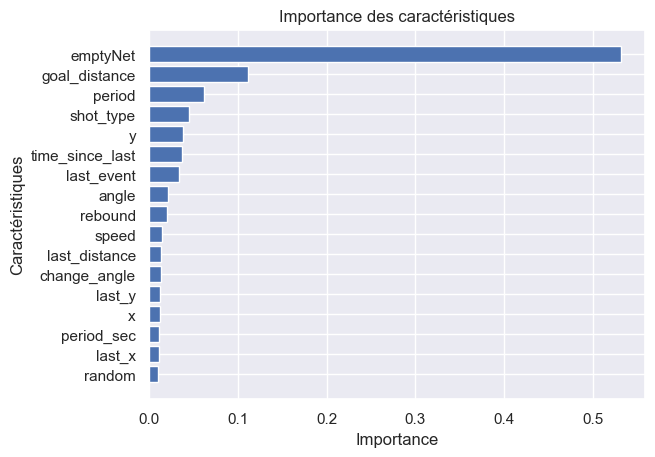 Importance des caractéristiques
Caractéristiques
emptyNet
goal_distance
period
shot_type
y
time_since_last
last_event
angle
rebound
speed
last_distance
change_angle
last_y
x
period_sec
last_x
random
0.0 0.1 0.2 0.3 0.4 0.5
Importance